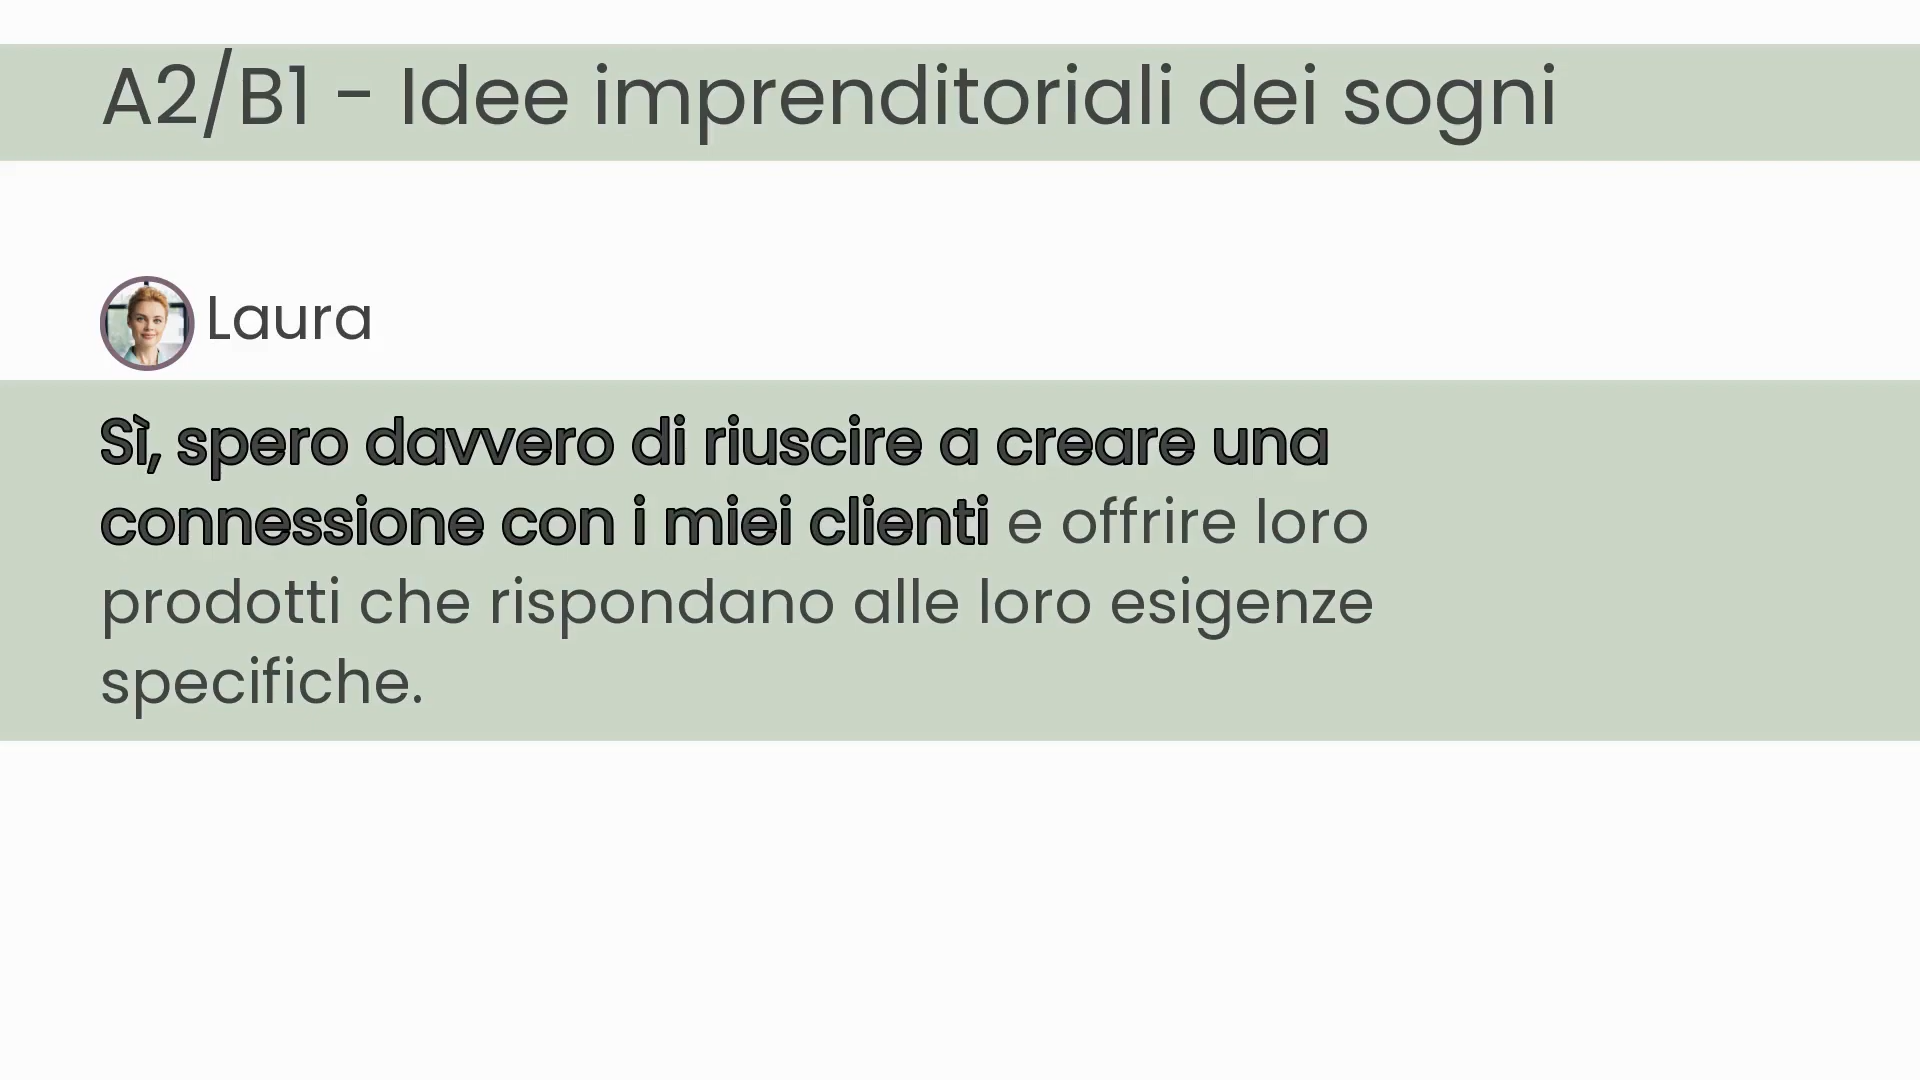 A2/B1 - Idee imprenditoriali dei sogni
Laura
Sì, spero davvero di riuscire a creare una
connessione con i miei clienti e offrire loro
prodotti che rispondano alle loro esigenze
specifiche.